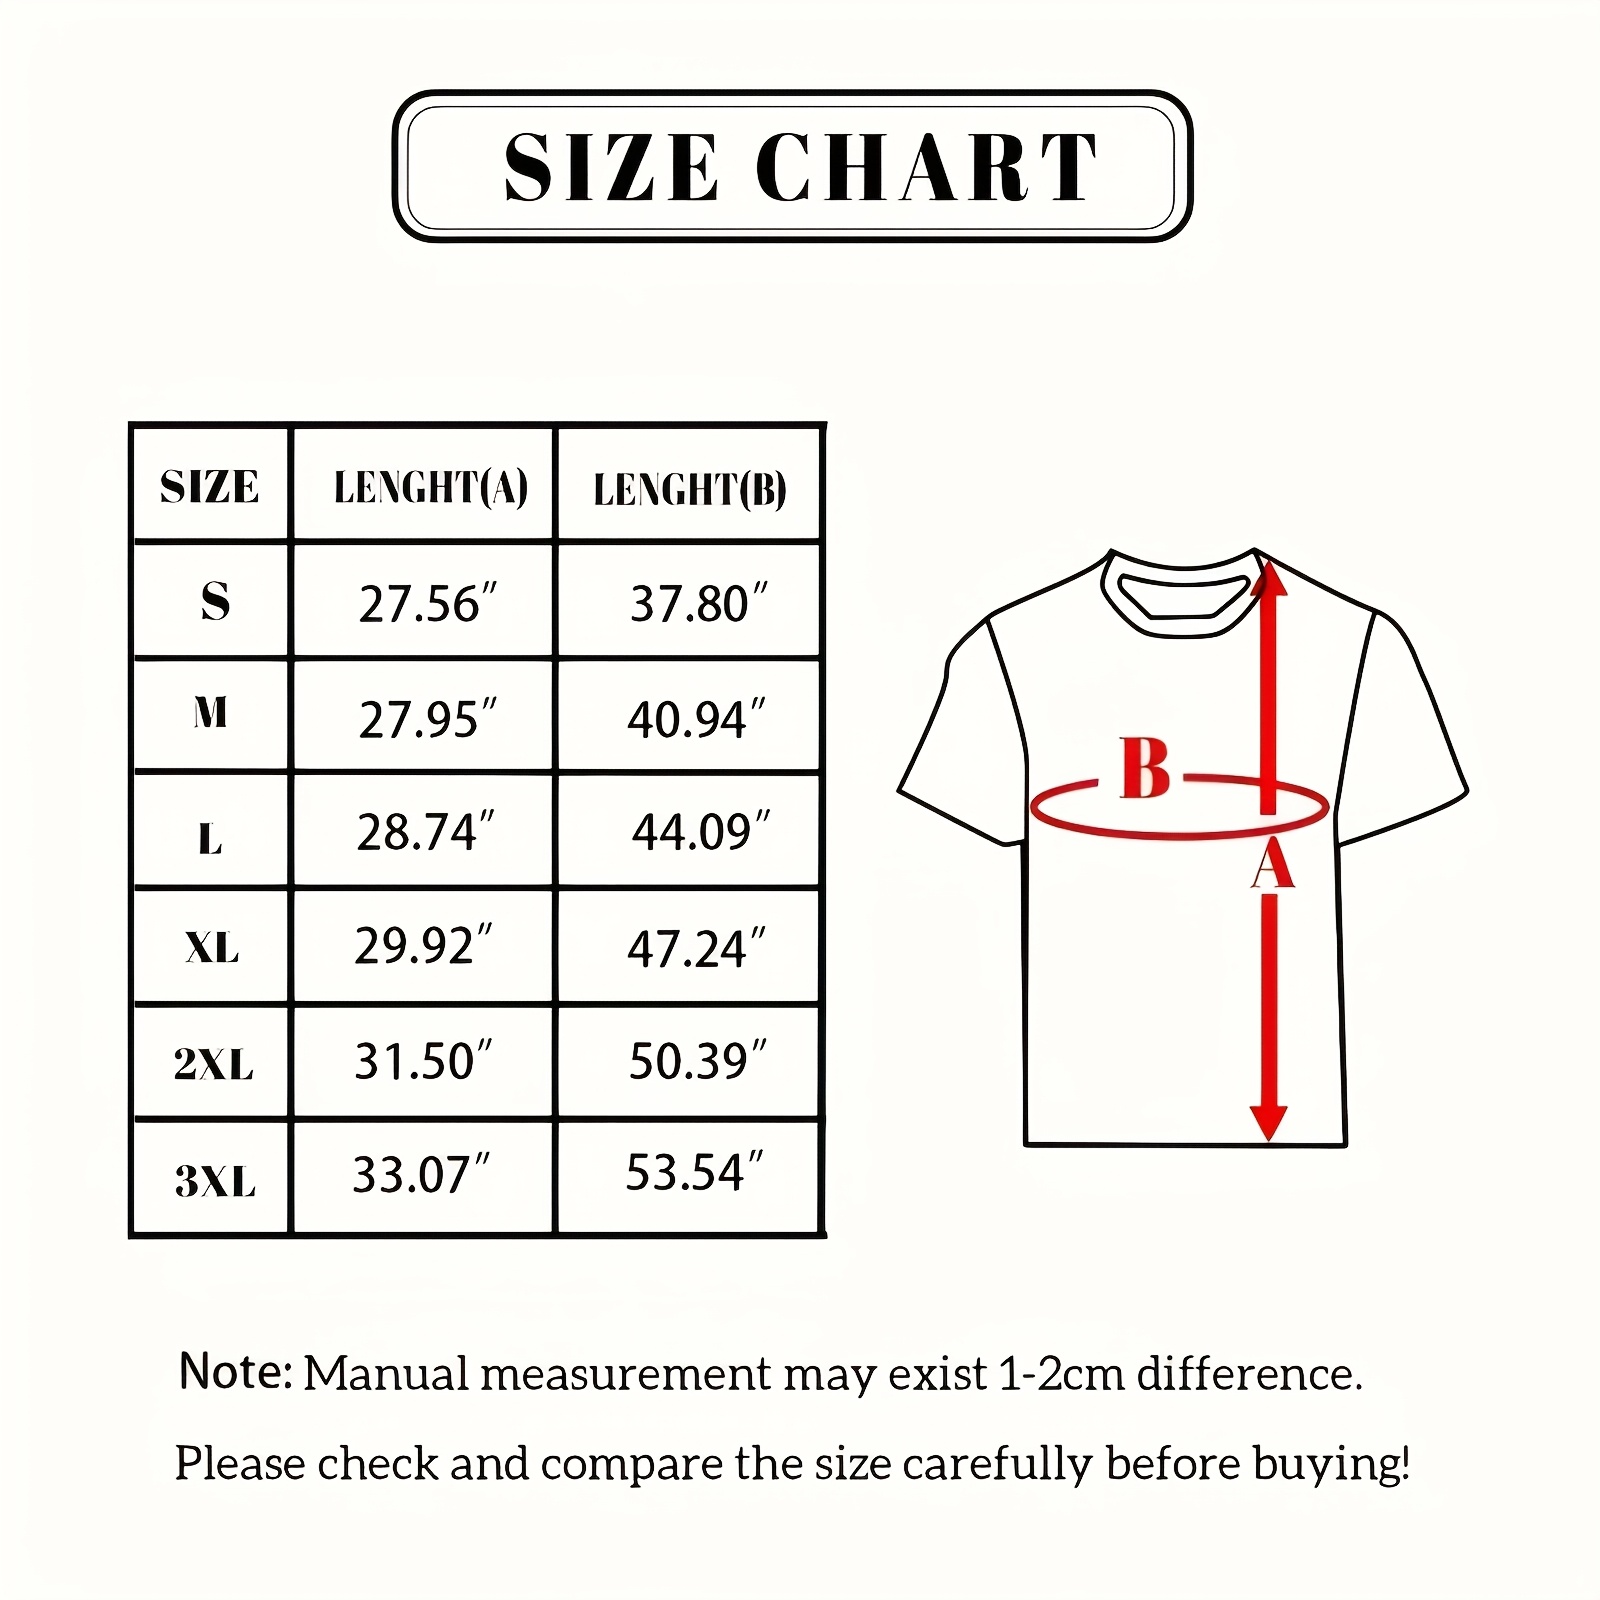 SIZE CHART
SIZE LENGHT(A) LENGHT(B)
S 27.56″ 37.80″
M 27.95″ 40.94″
L 28.74″ 44.09″
XL 29.92″ 47.24″
2XL 31.50″ 50.39″
3XL 33.07″ 53.54″
B
A
Note: Manual measurement may exist 1-2cm difference.
Please check and compare the size carefully before buying!